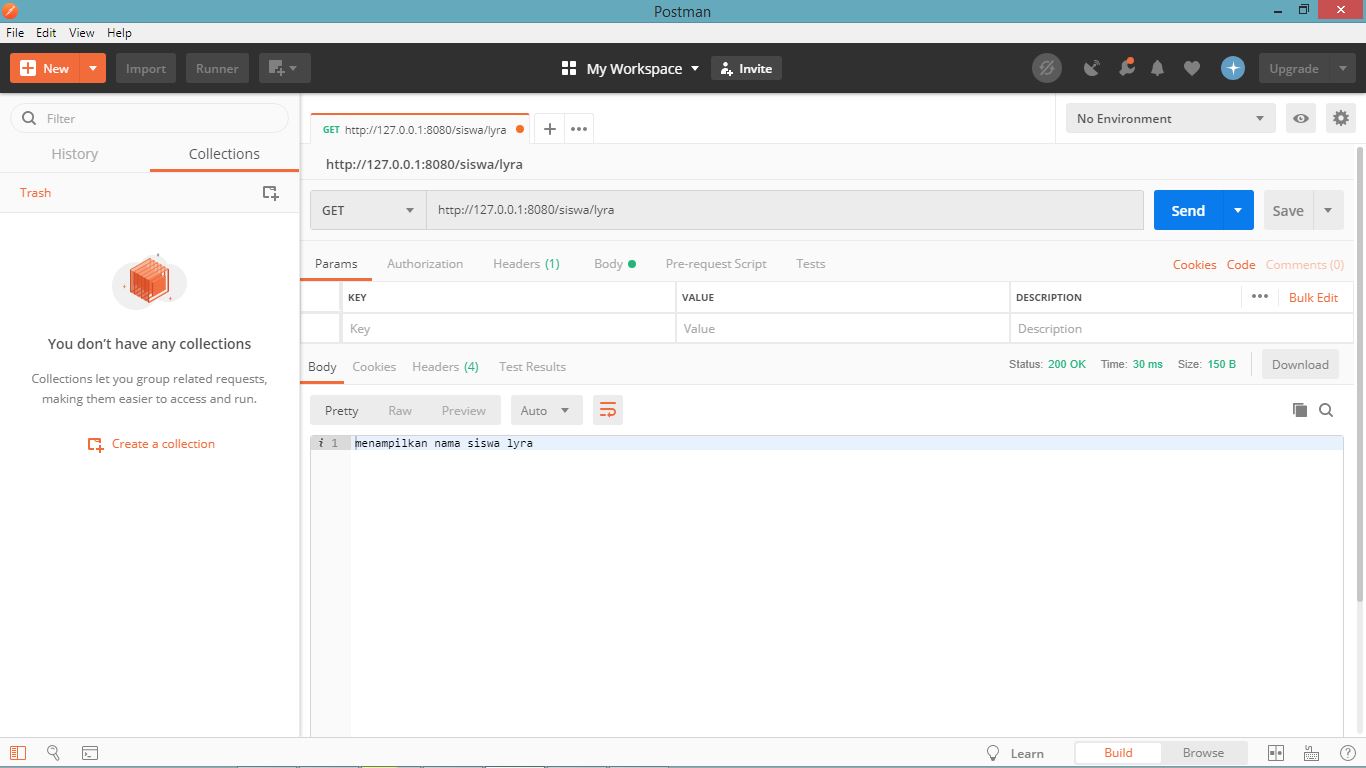 Postman
File Edit View Help
New Import Runner My Workspace Invite Upgrade
Filter
History Collections
Trash
You don't have any collections
Collections let you group related requests,
making them easier to access and run.
Create a collection
GET http://127.0.0.1:8080/siswa/lyra
No Environment
http://127.0.0.1:8080/siswa/lyra
GET http://127.0.0.1:8080/siswa/lyra Send Save
Params Authorization Headers (1) Body Pre-request Script Tests Cookies Code Comments (0)
KEY VALUE DESCRIPTION Bulk Edit
Key Value Description
Body Cookies Headers (4) Test Results Status: 200 OK Time: 30 ms Size: 150 B Download
Pretty Raw Preview Auto
i 1 menampilkan nama siswa lyra
Learn Build Browse